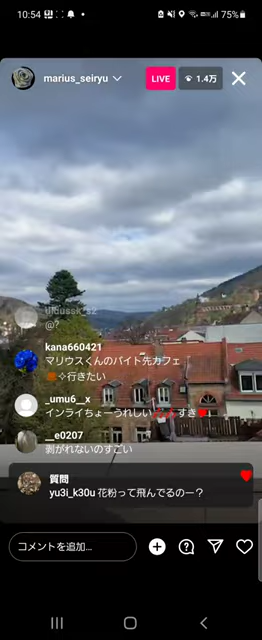 10:54
75%
marius_seiryu
LIVE
1.4万
@?
kana660421
マリウスくんのバイト先カフェ
行きたい
_umu6__x
インライちょーうれしい すき
__e0207
剥がれないのすごい
質問
yu3i_k30u 花粉って飛んでるのー？
コメントを追加...